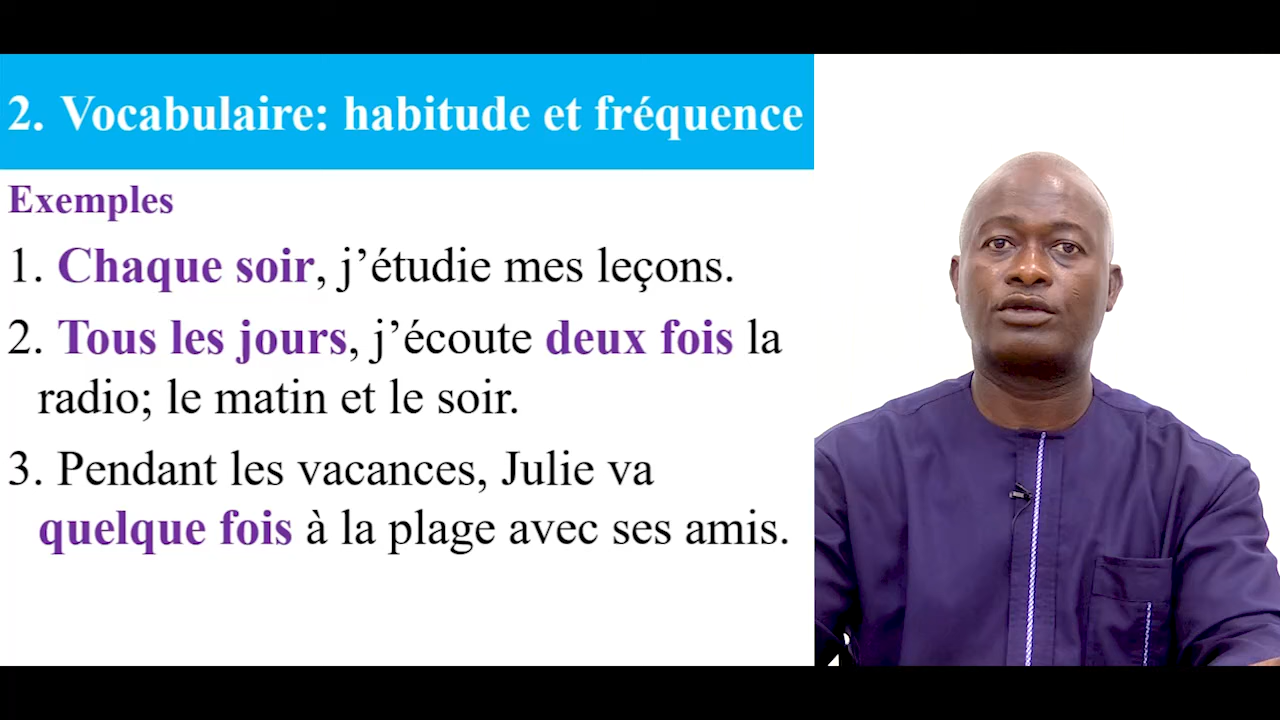 2. Vocabulaire: habitude et fréquence
Exemples
1. Chaque soir, j’étudie mes leçons.
2. Tous les jours, j’écoute deux fois la
radio; le matin et le soir.
3. Pendant les vacances, Julie va
quelque fois à la plage avec ses amis.